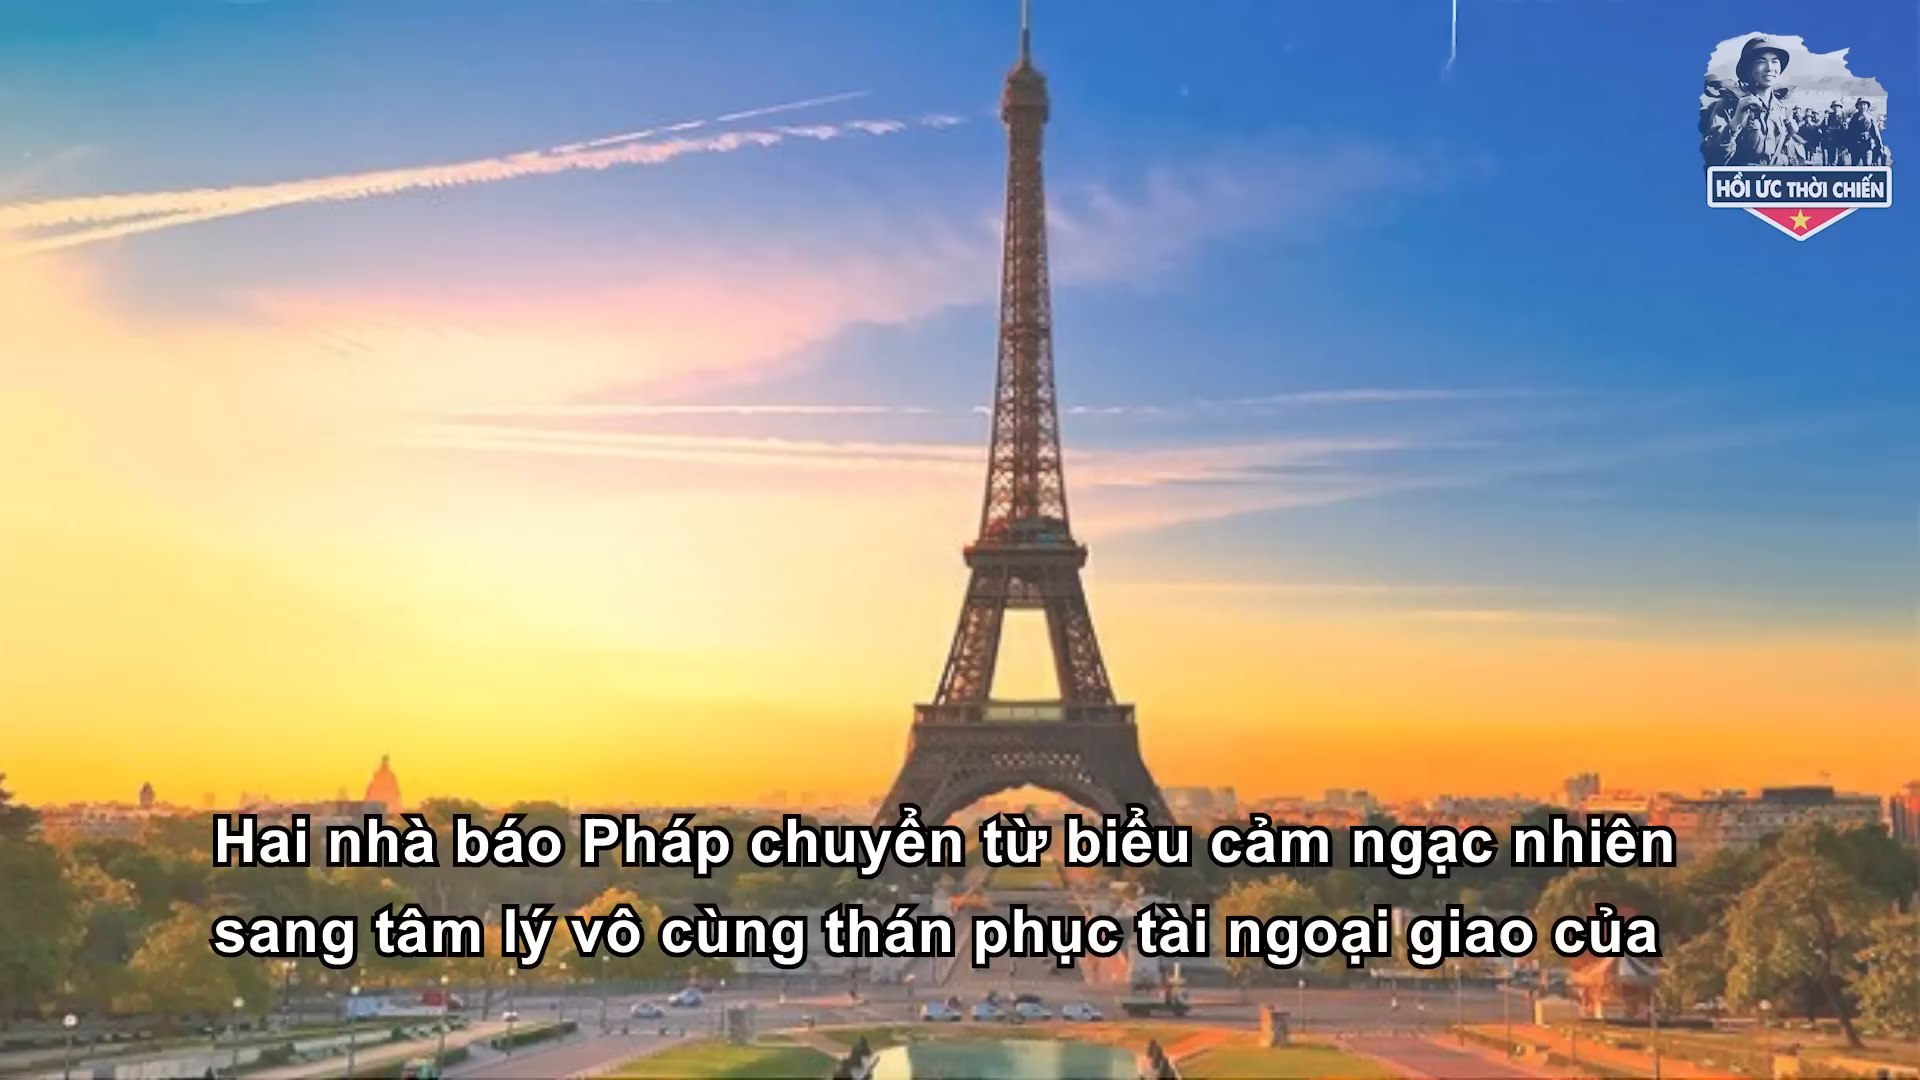 HỒI ỨC THỜI CHIẾN
Hai nhà báo Pháp chuyển từ biểu cảm ngạc nhiên
sang tâm lý vô cùng thán phục tài ngoại giao của